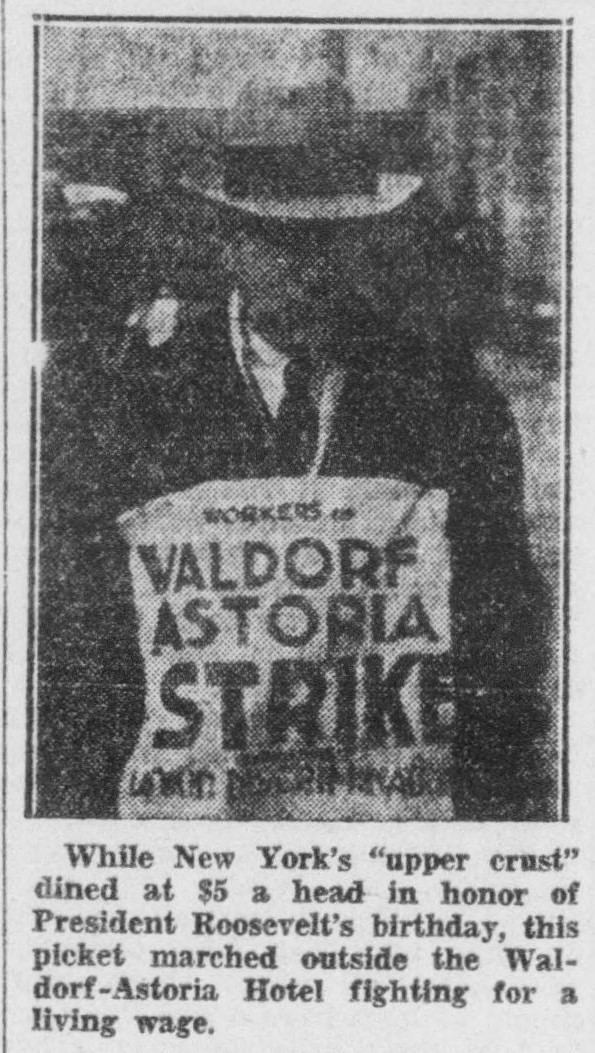 WORKERS
WALDORF
ASTORIA
STRIKE
While New York's "upper crust"
dined at $5 a head in honor of
President Roosevelt's birthday, this
picket marched outside the Wal-
dorf-Astoria Hotel fighting for a
living wage.